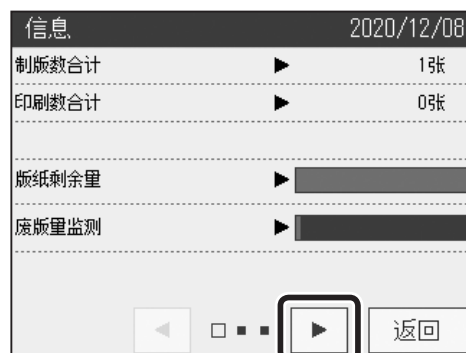 信息 2020/12/08
制版数合计 ▶ 1张
印刷数合计 ▶ 0张
版纸剩余量 ▶
废版量监测 ▶
◀ □ ■ ■ ▶ 返回